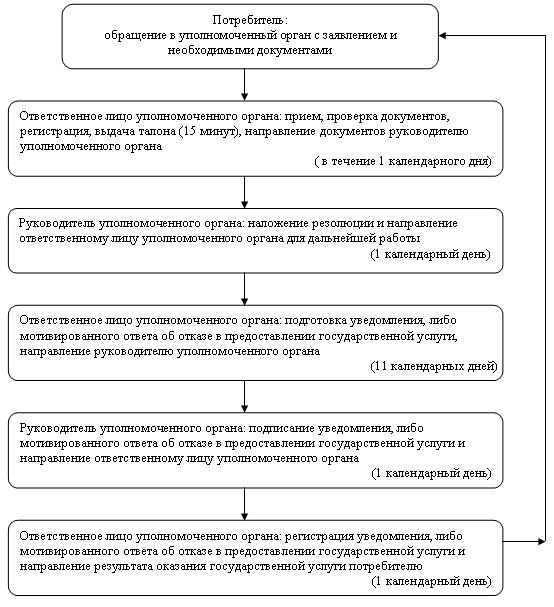 Потребитель:
обращение в уполномоченный орган с заявлением и
необходимыми документами
Ответственное лицо уполномоченного органа: прием, проверка документов,
регистрация, выдача талона (15 минут), направление документов руководителю
уполномоченного органа
( в течение 1 календарного дня)
Руководитель уполномоченного органа: наложение резолюции и направление
ответственному лицу уполномоченного органа для дальнейшей работы
(1 календарный день)
Ответственное лицо уполномоченного органа: подготовка уведомления, либо
мотивированного ответа об отказе в предоставлении государственной услуги,
направление руководителю уполномоченного органа
(11 календарных дней)
Руководитель уполномоченного органа: подписание уведомления, либо
мотивированного ответа об отказе в предоставлении государственной услуги и
направление ответственному лицу уполномоченного органа
(1 календарный день)
Ответственное лицо уполномоченного органа: регистрация уведомления, либо
мотивированного ответа об отказе в предоставлении государственной услуги и
направление результата оказания государственной услуги потребителю
(1 календарный день)